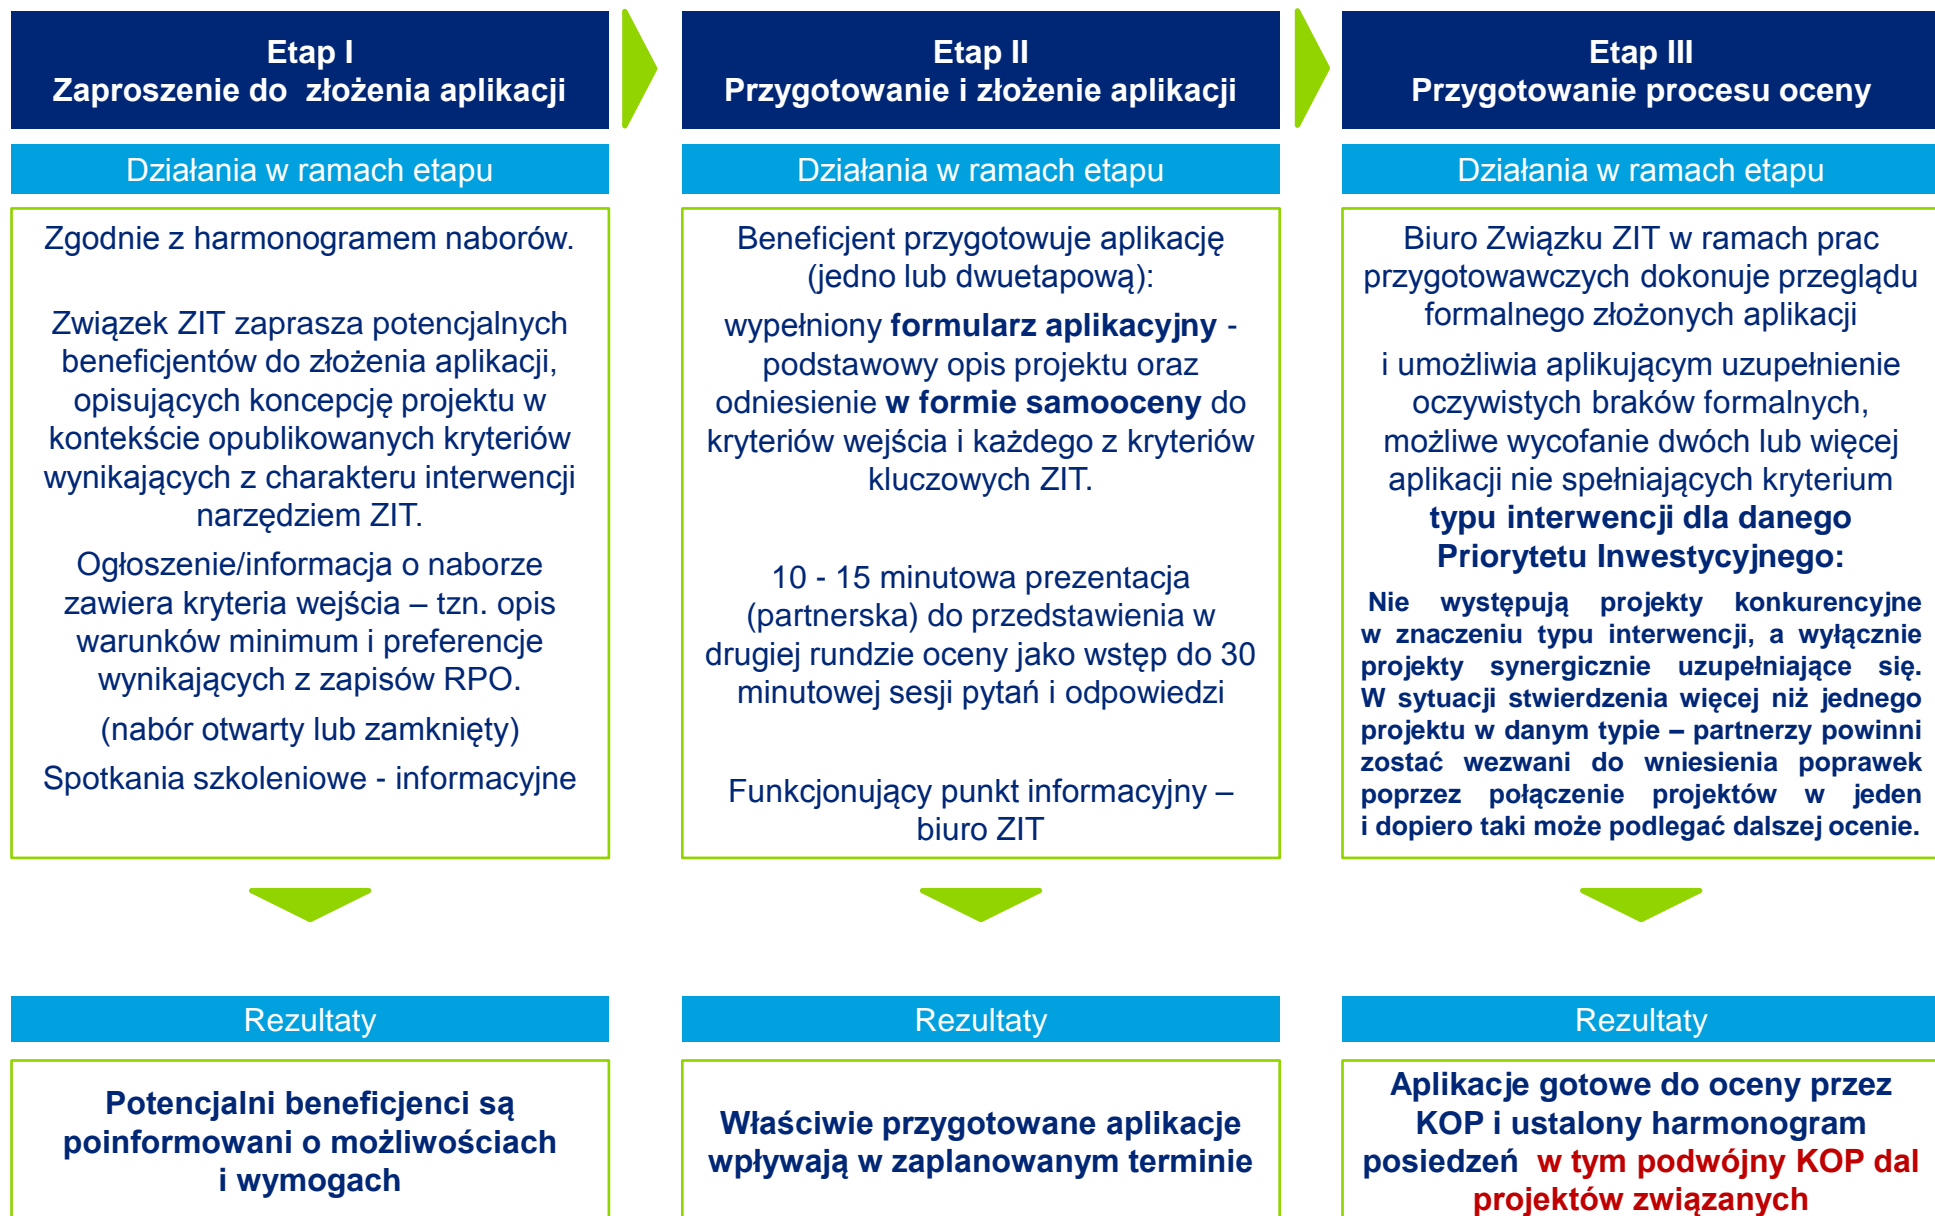 Etap I
Zaproszenie do złożenia aplikacji
Działania w ramach etapu
Zgodnie z harmonogramem naborów.
Związek ZIT zaprasza potencjalnych
beneficjentów do złożenia aplikacji,
opisujących koncepcję projektu w
kontekście opublikowanych kryteriów
wynikających z charakteru interwencji
narzędziem ZIT.
Ogłoszenie/informacja o naborze
zawiera kryteria wejścia – tzn. opis
warunków minimum i preferencje
wynikających z zapisów RPO.
(nabór otwarty lub zamknięty)
Spotkania szkoleniowe - informacyjne
Rezultaty
Potencjalni beneficjenci są
poinformowani o możliwościach
i wymogach
Etap II
Przygotowanie i złożenie aplikacji
Działania w ramach etapu
Beneficjent przygotowuje aplikację
(jedno lub dwuetapową):
wypełniony formularz aplikacyjny -
podstawowy opis projektu oraz
odniesienie w formie samooceny do
kryteriów wejścia i każdego z kryteriów
kluczowych ZIT.
10 - 15 minutowa prezentacja
(partnerska) do przedstawienia w
drugiej rundzie oceny jako wstęp do 30
minutowej sesji pytań i odpowiedzi
Funkcjonujący punkt informacyjny –
biuro ZIT
Rezultaty
Właściwie przygotowane aplikacje
wpływają w zaplanowanym terminie
Etap III
Przygotowanie procesu oceny
Działania w ramach etapu
Biuro Związku ZIT w ramach prac
przygotowawczych dokonuje przeglądu
formalnego złożonych aplikacji
i umożliwia aplikującym uzupełnienie
oczywistych braków formalnych,
możliwe wycofanie dwóch lub więcej
aplikacji nie spełniających kryterium
typu interwencji dla danego
Priorytetu Inwestycyjnego:
Nie występują projekty konkurencyjne
w znaczeniu typu interwencji, a wyłącznie
projekty synergicznie uzupełniające się.
W sytuacji stwierdzenia więcej niż jednego
projektu w danym typie – partnerzy powinni
zostać wezwani do wniesienia poprawek
poprzez połączenie projektów w jeden
i dopiero taki może podlegać dalszej ocenie.
Rezultaty
Aplikacje gotowe do oceny przez
KOP i ustalony harmonogram
posiedzeń w tym podwójny KOP dal
projektów związanych